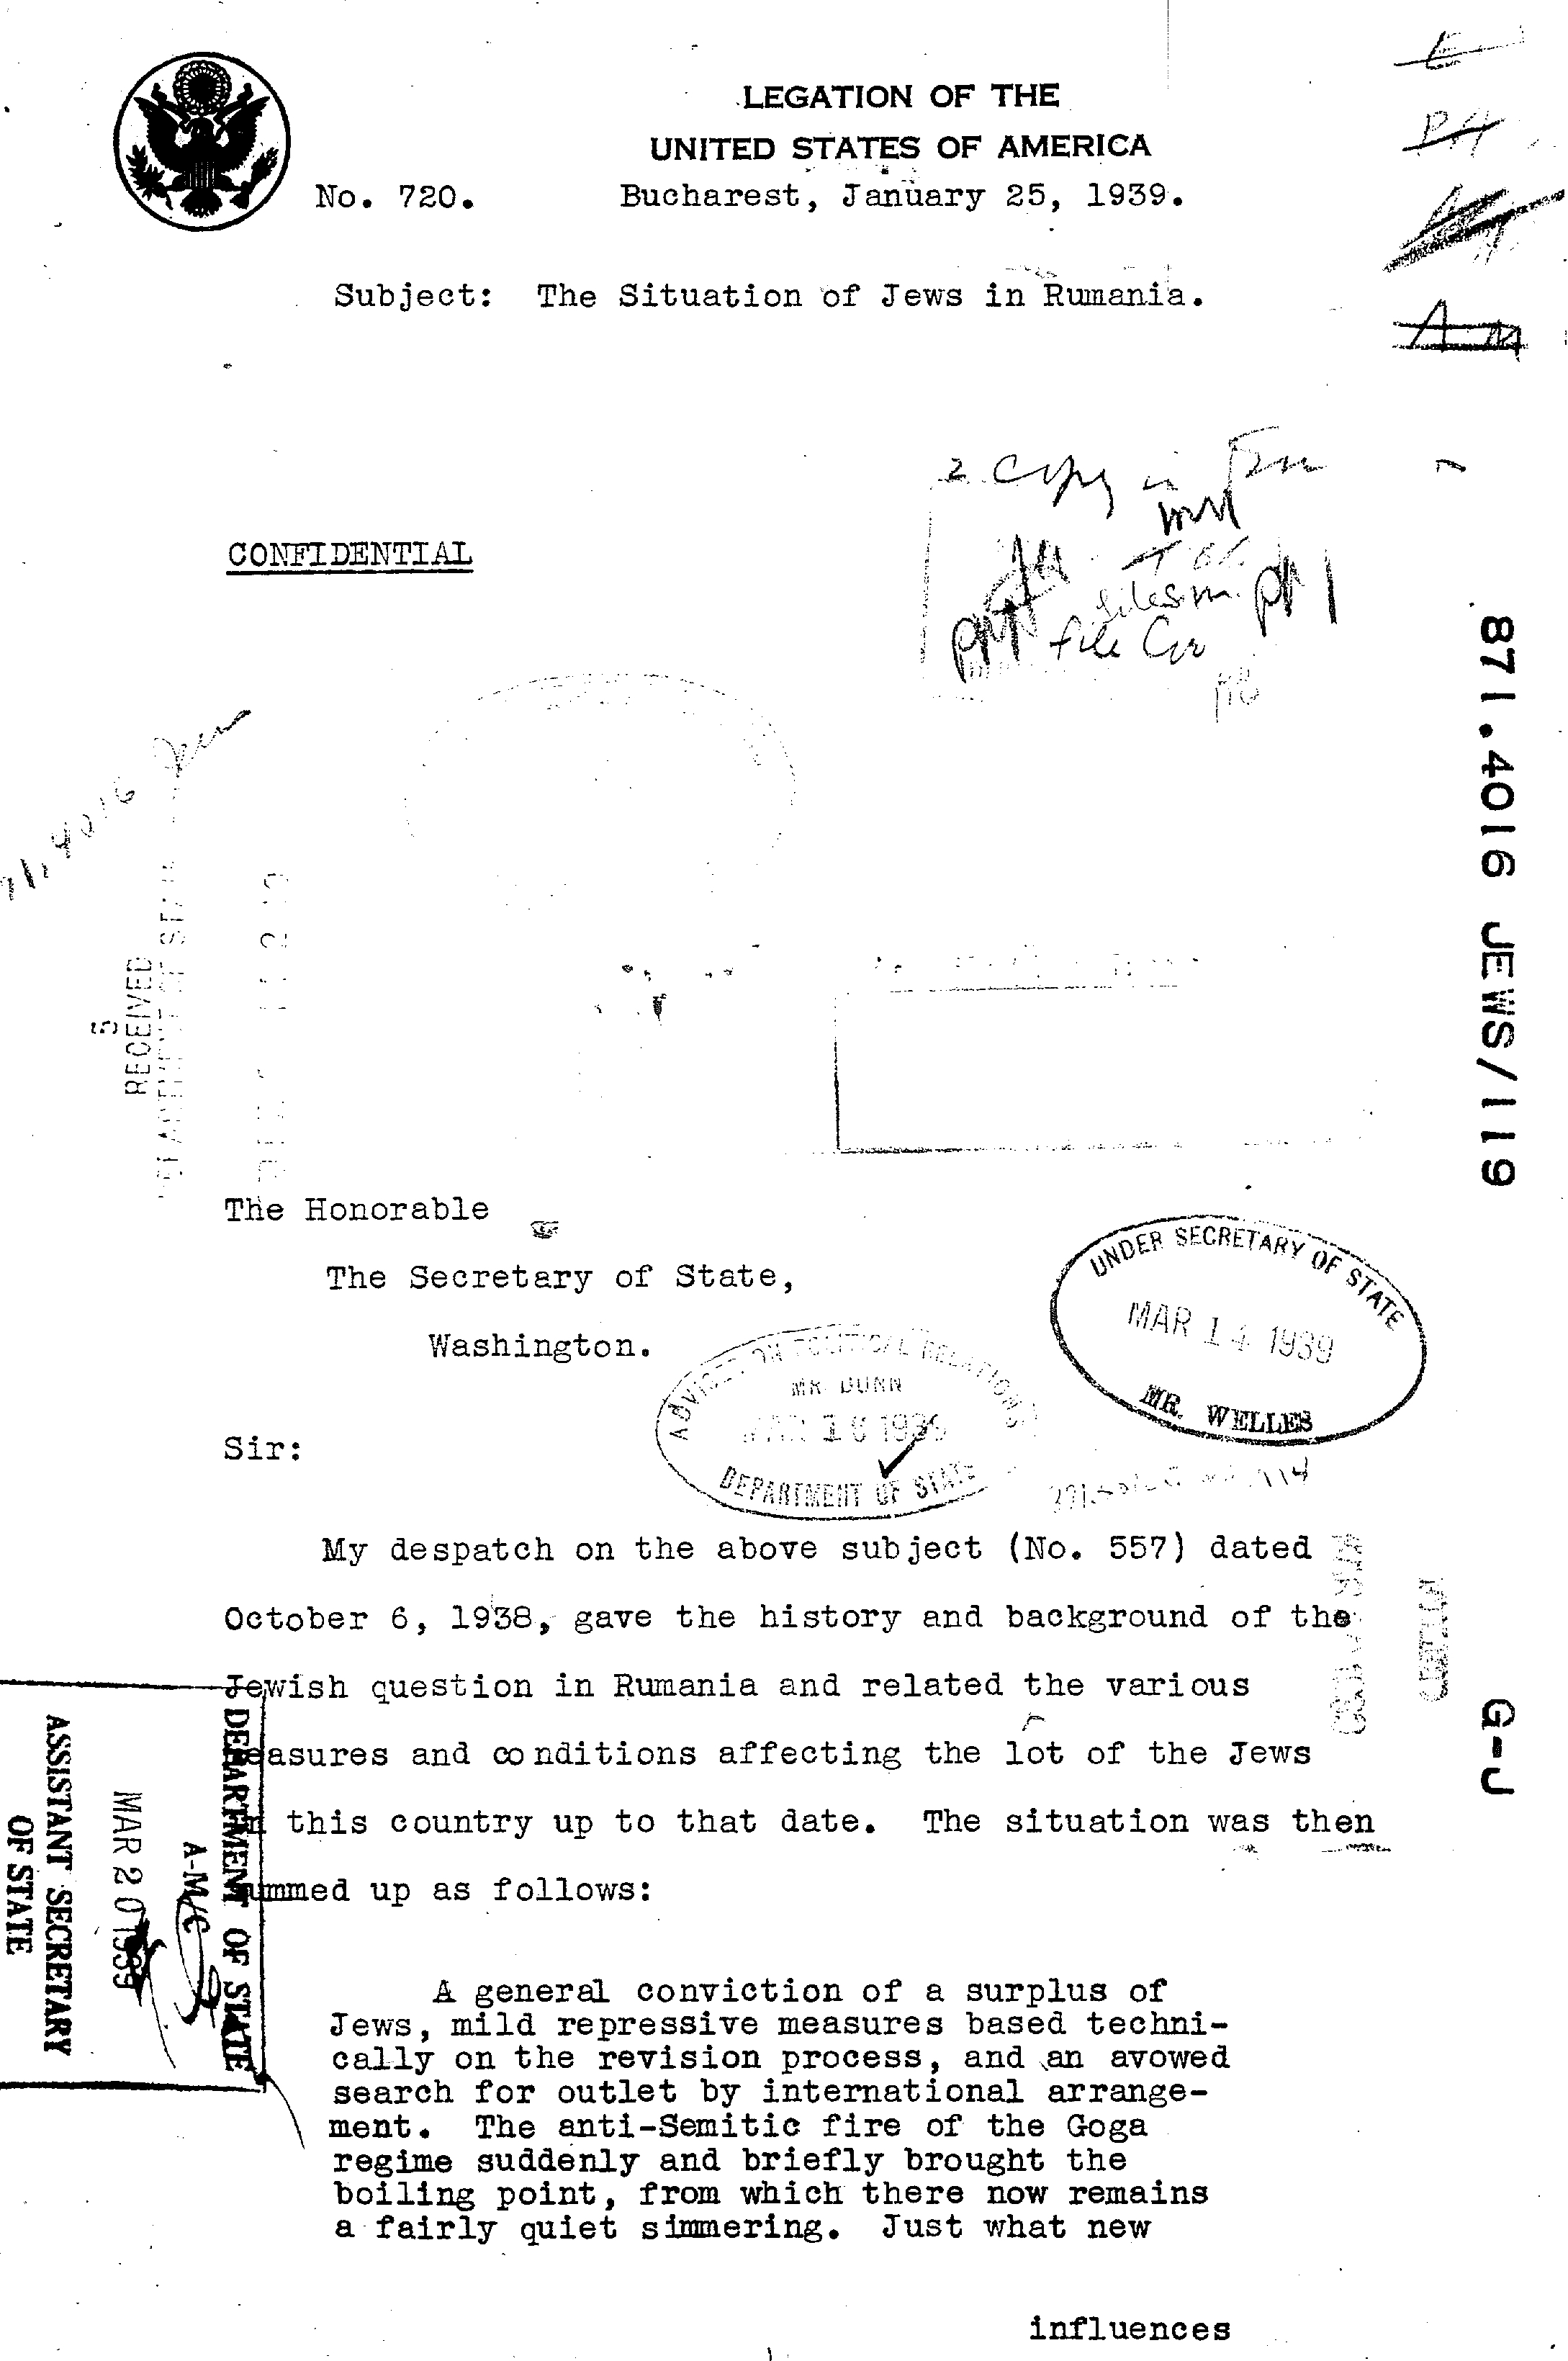 LEGATION OF THE
UNITED STATES OF AMERICA
No. 720.
Bucharest, January 25, 1939.
Subject: The Situation of Jews in Rumania.
PA
A M
2 Copy in
CONFIDENTIAL
file
871.4016 JEWS/119
RECEIVED
The Honorable
The Secretary of State,
Washington.
UNDER SECRETARY OF STATE
MAR 14 1939
MR. WELLES
ADVISER ON POLITICAL RELATIONS
MR. DUNN
MAR 16 1939
DEPARTMENT OF STATE
Sir:
My despatch on the above subject (No. 557) dated
October 6, 1938, gave the history and background of the
Jewish question in Rumania and related the various
measures and conditions affecting the lot of the Jews
in this country up to that date. The situation was then
summed up as follows:
FILED
G-J
DEPARTMENT OF STATE
A-M/C
MAR 20 1939
ASSISTANT SECRETARY
OF STATE
A general conviction of a surplus of
Jews, mild repressive measures based techni-
cally on the revision process, and an avowed
search for outlet by international arrange-
ment. The anti-Semitic fire of the Goga
regime suddenly and briefly brought the
boiling point, from which there now remains
a fairly quiet simmering. Just what new
influences